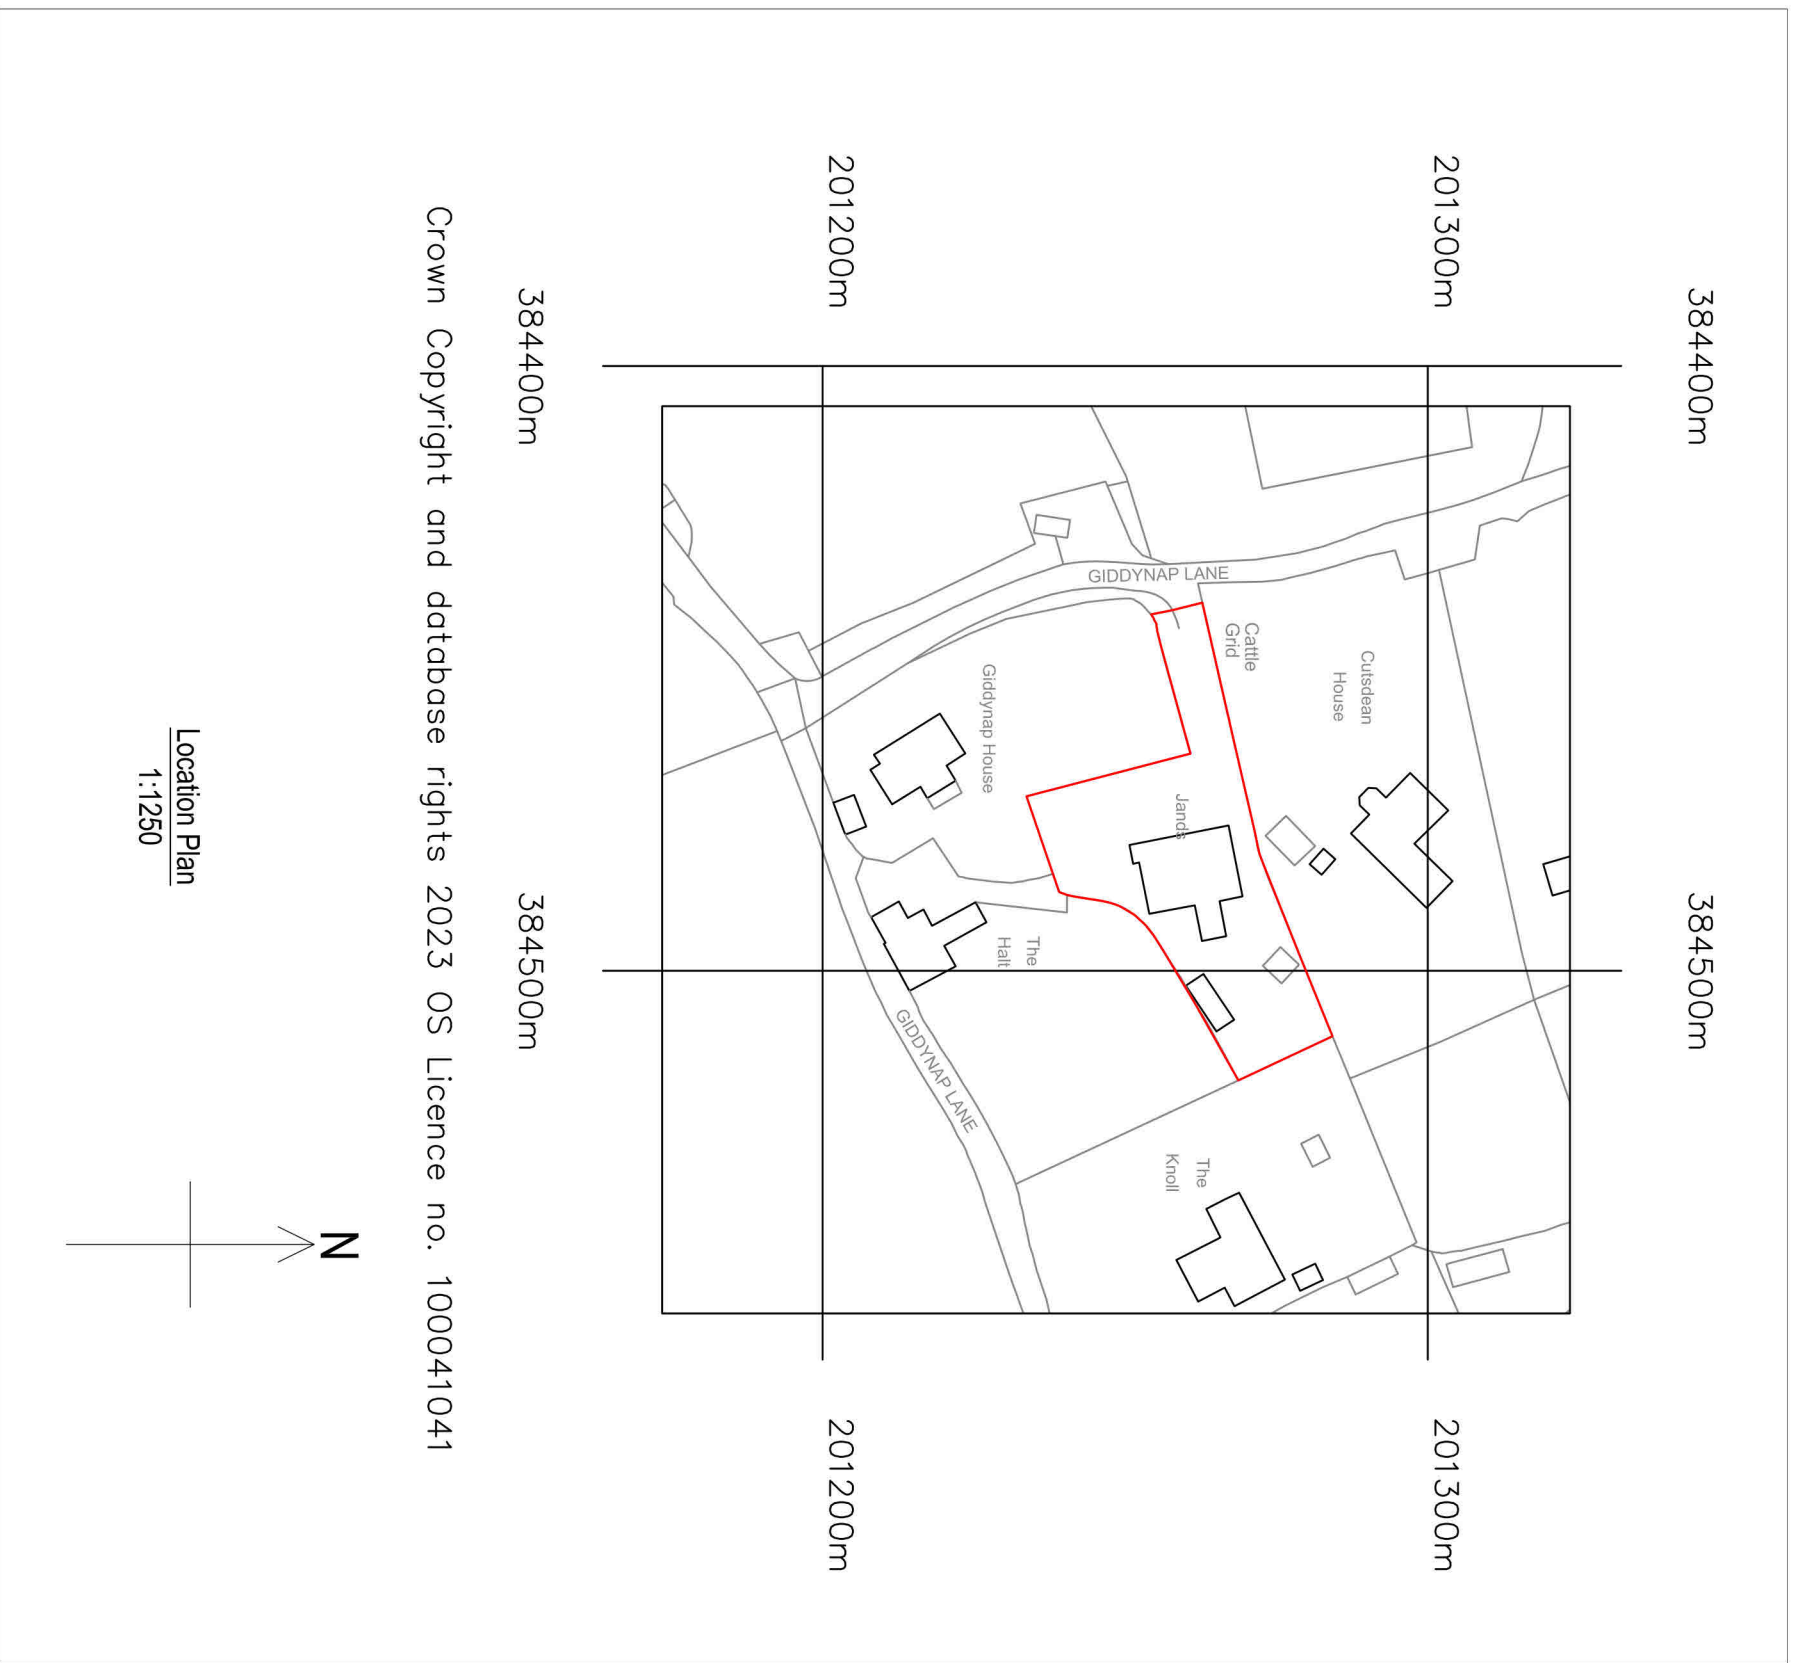 384400m
384500m
201300m
201300m
Cutsdean
House
Cattle
Grid
GIDDYNAP LANE
Jands
Giddynap House
The
Halt
The
Knoll
GIDDYNAP LANE
201200m
201200m
384400m
384500m
Crown Copyright and database rights 2023 OS Licence no. 100041041
Location Plan
1:1250
N